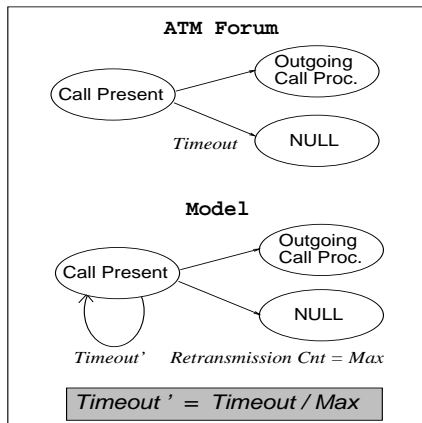 ATM Forum
Outgoing
Call Proc.
Call Present
Timeout
NULL
Model
Outgoing
Call Proc.
Call Present
NULL
Timeout'
Retransmission Cnt = Max
Timeout ' = Timeout / Max